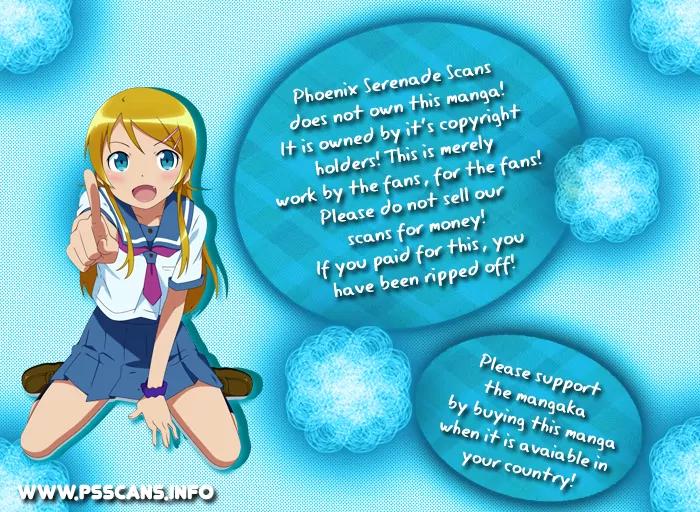 Phoenix Serenade Scans
does not own this manga!
It is owned by it's copyright
holders! This is merely
work by the fans, for the fans!
Please do not sell our
scans for money!
If you paid for this, you
have been ripped off!
Please support
the mangaka
by buying this manga
when it is avaiable in
your country!
WWW.PSSCANS.INFO